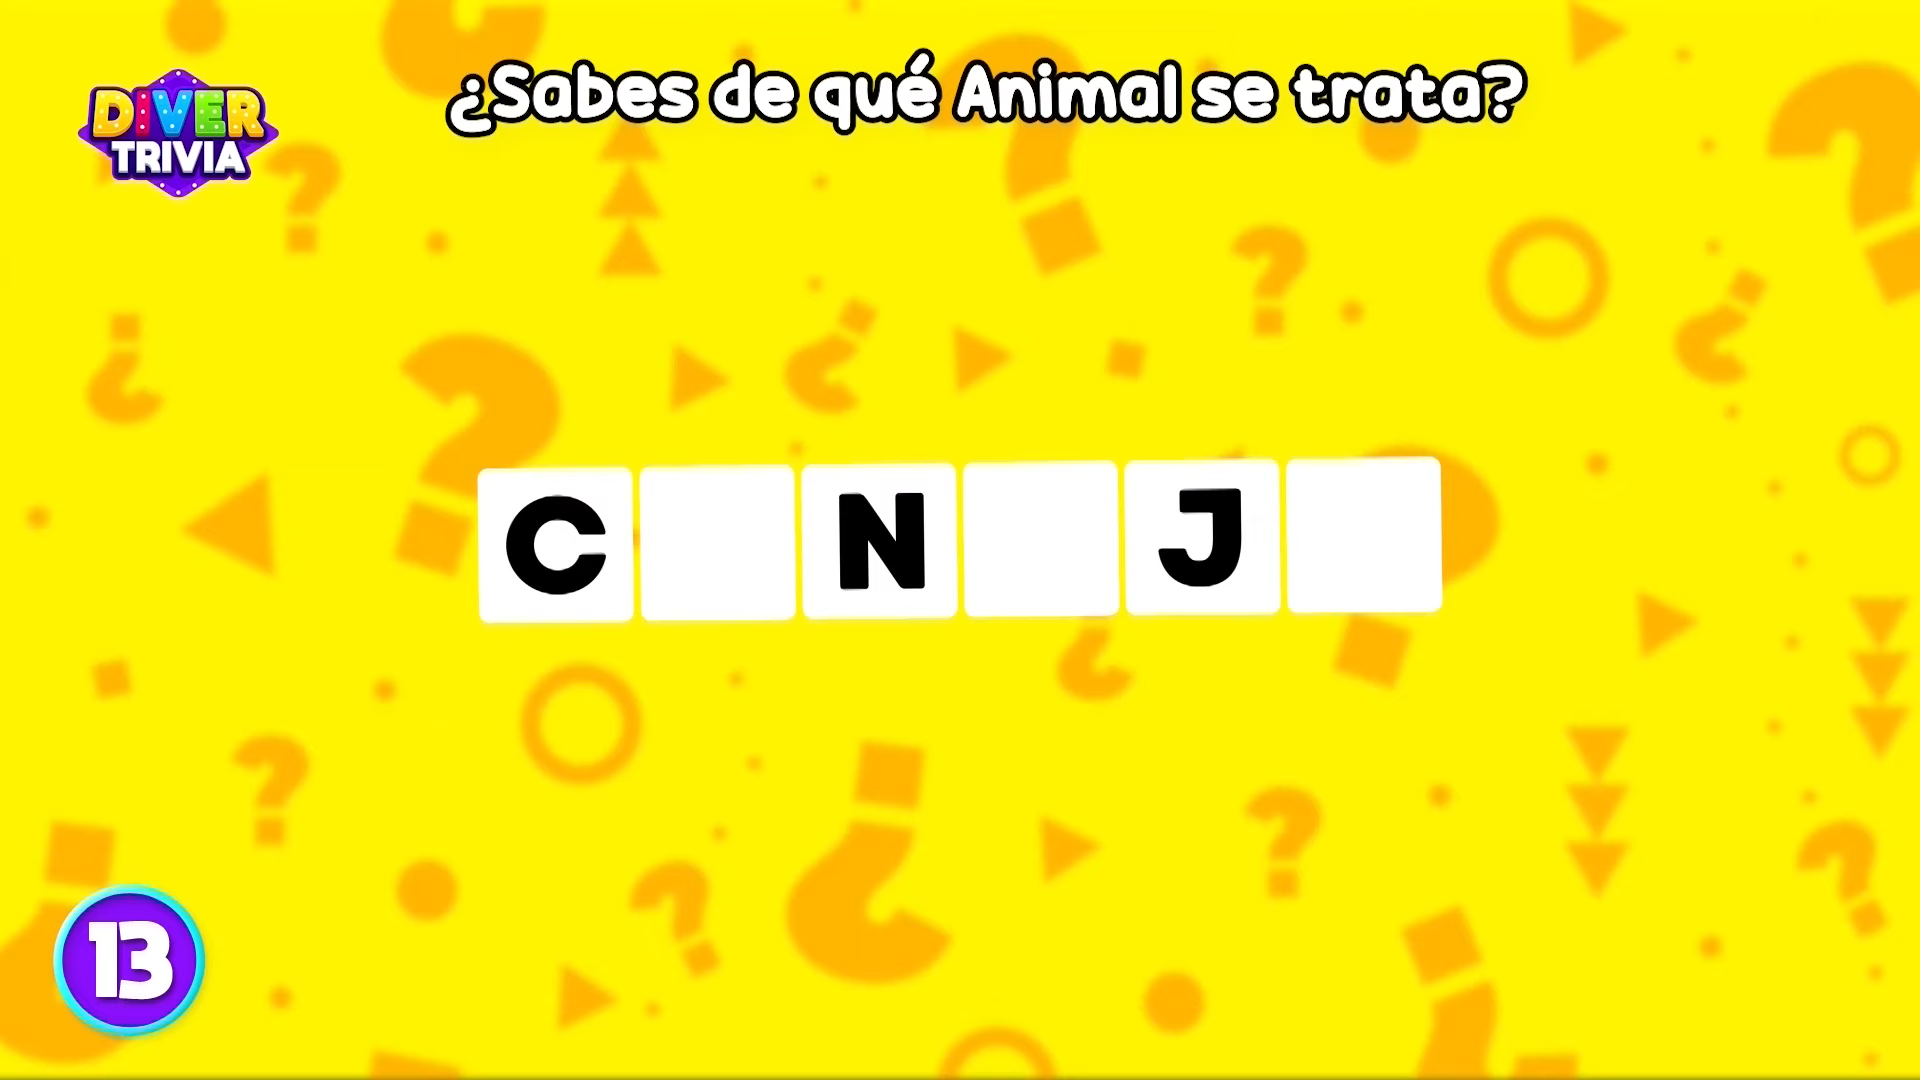 ¿Sabes de qué Animal se trata?
DIVER
TRIVIA
C N J
13